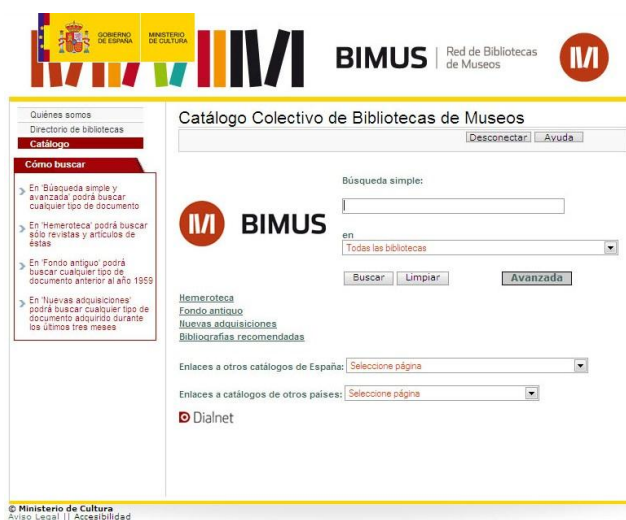 GOBIERNO
DE ESPAÑA
MINISTERIO
DE CULTURA
BIMUS
Red de Bibliotecas
de Museos
Quiénes somos
Directorio de bibliotecas
Catálogo
Cómo buscar
En 'Búsqueda simple y
avanzada' podrá buscar
cualquier tipo de documento
En 'Hemeroteca' podrá buscar
sólo revistas y artículos de
éstas
En 'Fondo antiguo' podrá
buscar cualquier tipo de
documento anterior al año 1959
En 'Nuevas adquisiciones'
podrá buscar cualquier tipo de
documento adquirido durante
los últimos tres meses
Catálogo Colectivo de Bibliotecas de Museos
Desconectar Ayuda
BIMUS
Búsqueda simple:
en
Todas las bibliotecas
Buscar Limpiar Avanzada
Hemeroteca
Fondo antiguo
Nuevas adquisiciones
Bibliografías recomendadas
Enlaces a otros catálogos de España: Seleccione página
Enlaces a catálogos de otros países: Seleccione página
Dialnet
© Ministerio de Cultura
Aviso Legal || Accesibilidad